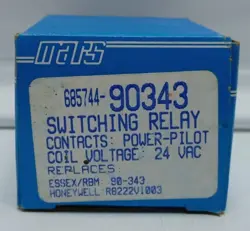 mars
685744-90343
SWITCHING RELAY
CONTACTS: POWER-PILOT
COIL VOLTAGE: 24 VAC
REPLACES
ESSEX/RBM 90-343
HONEYWELL R8222V1003